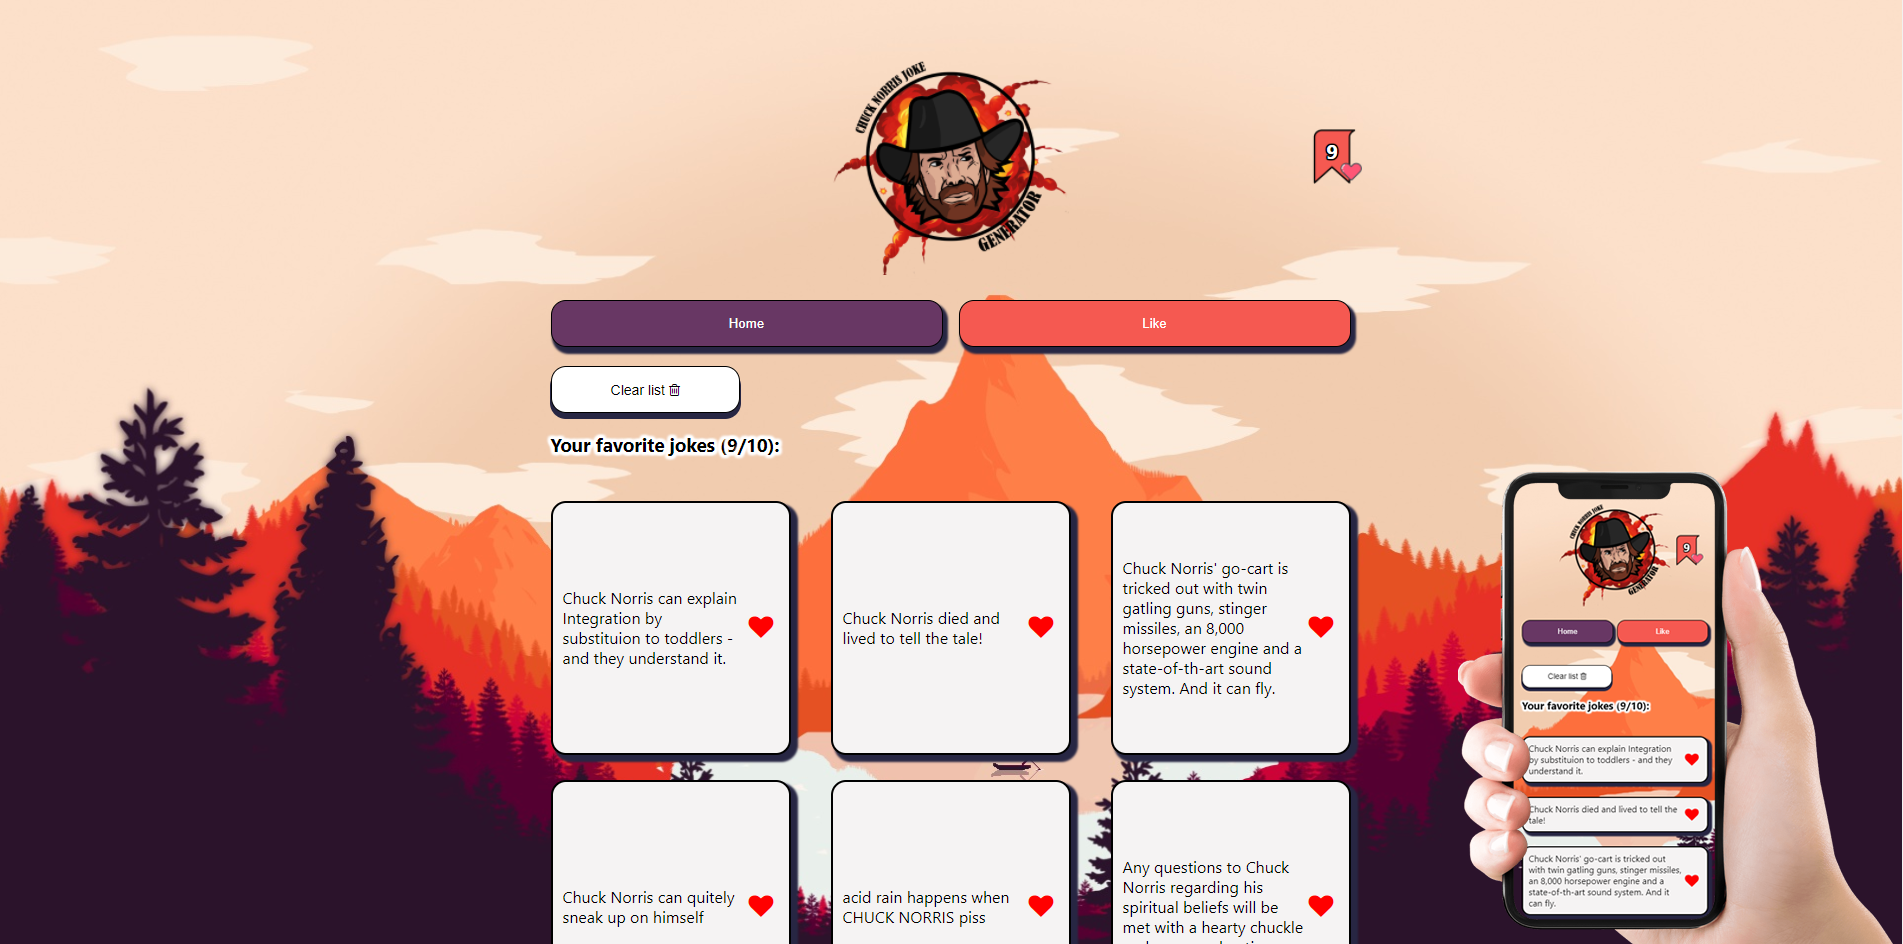 CHUCK NORRIS JOKE
GENERATOR
9
Home
Like
Clear list
Your favorite jokes (9/10):
Chuck Norris can explain
Integration by
substituion to toddlers -
and they understand it.
Chuck Norris died and
lived to tell the tale!
Chuck Norris' go-cart is
tricked out with twin
gatling guns, stinger
missiles, an 8,000
horsepower engine and a
state-of-th-art sound
system. And it can fly.
Chuck Norris can quitely
sneak up on himself
acid rain happens when
CHUCK NORRIS piss
Any questions to Chuck
Norris regarding his
spiritual beliefs will be
met with a hearty chuckle
CHUCK NORRIS JOKE
GENERATOR
9
Home
Like
Clear list
Your favorite jokes (9/10):
Chuck Norris can explain Integration
by substituion to toddlers - and they
understand it.
Chuck Norris died and lived to tell the
tale!
Chuck Norris' go-cart is tricked out
with twin gatling guns, stinger missiles,
an 8,000 horsepower engine and a
state-of-th-art sound system. And it
can fly.